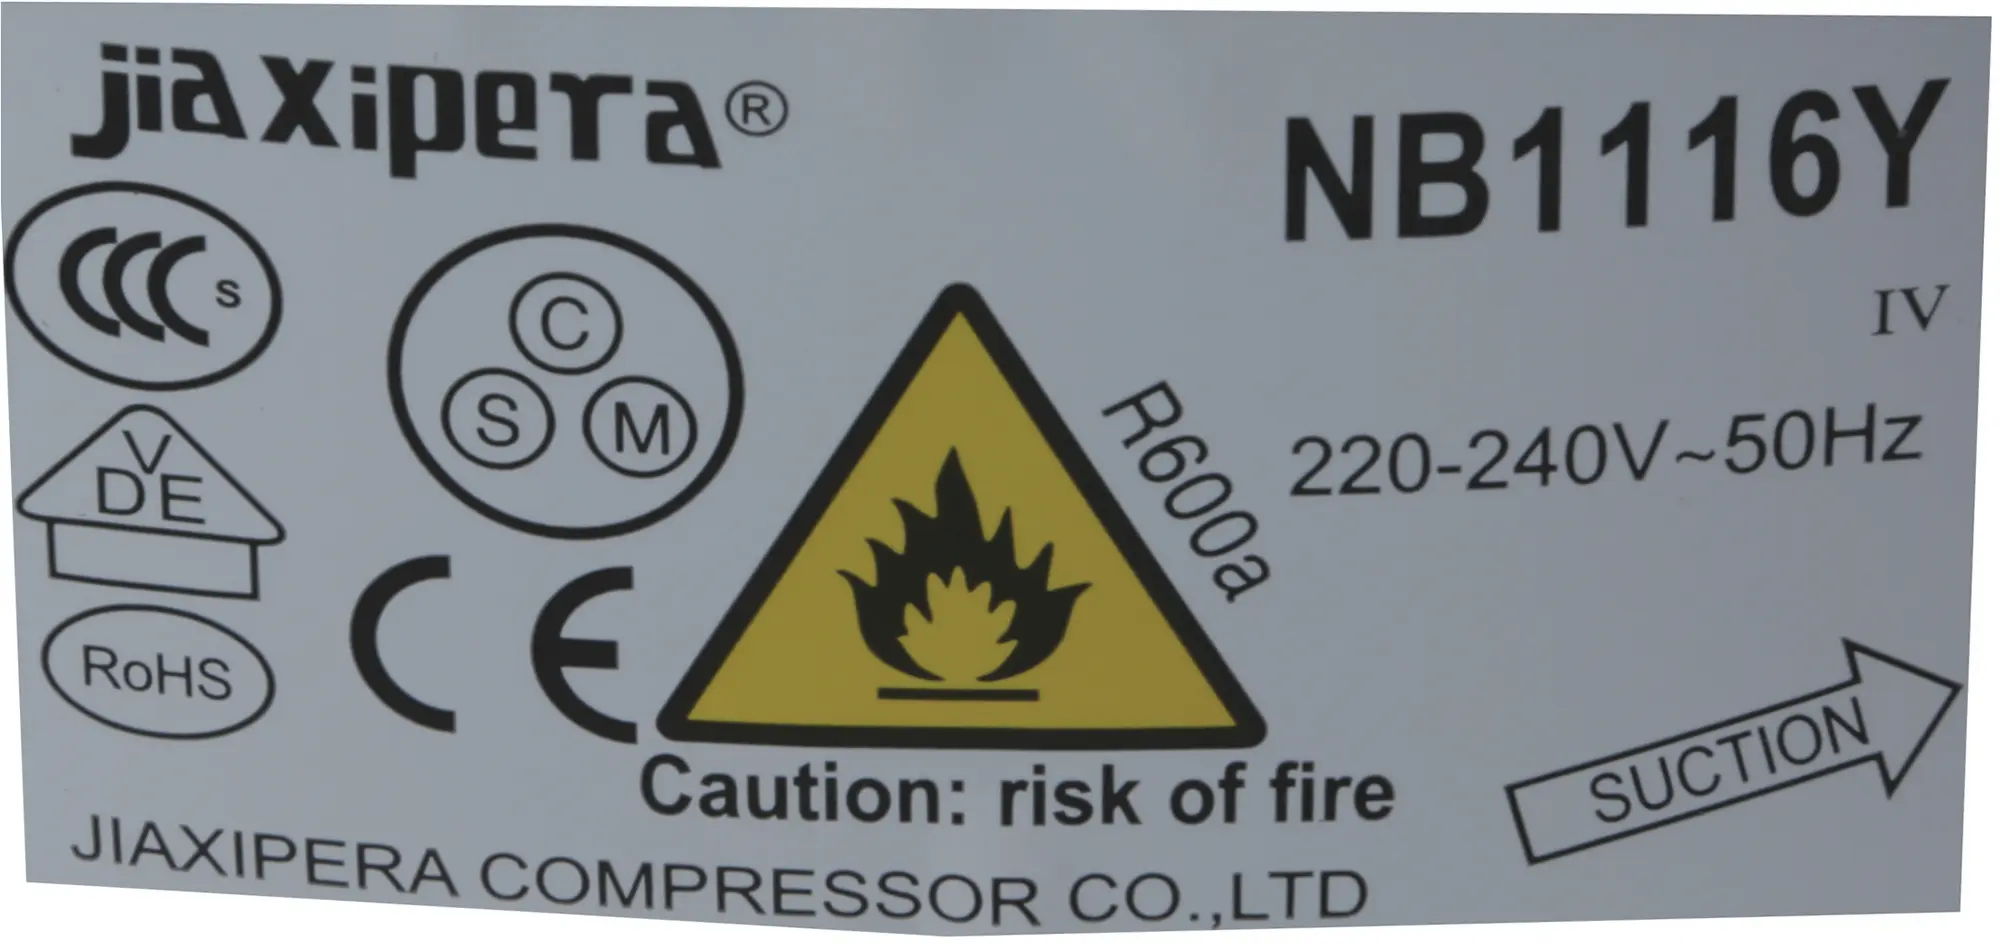 jiaxipera®
NB1116Y
IV
CCC S
C
S M
V
DE
RoHS
CE
R600a
220-240V~50Hz
SUCTION
Caution: risk of fire
JIAXIPERA COMPRESSOR CO.,LTD